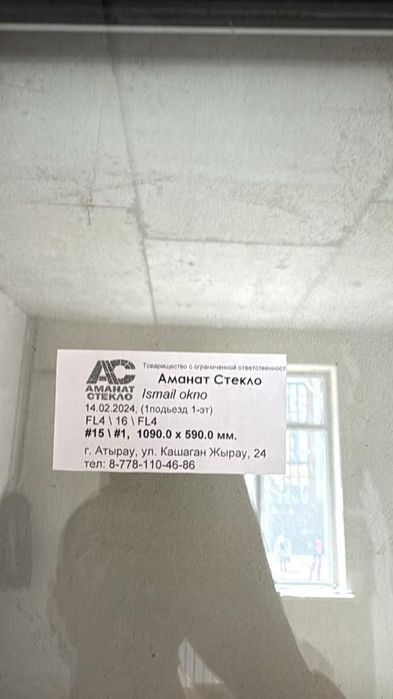 Товарищество с ограниченной ответственност
АС
АМАНАТ
СТЕКЛО
Аманат Стекло
Ismail okno
14.02.2024, (1подьезд 1-эт)
FL4 \ 16 \ FL4
#15 \ #1, 1090.0 x 590.0 мм.
г. Атырау, ул. Кашаган Жырау, 24
тел: 8-778-110-46-86